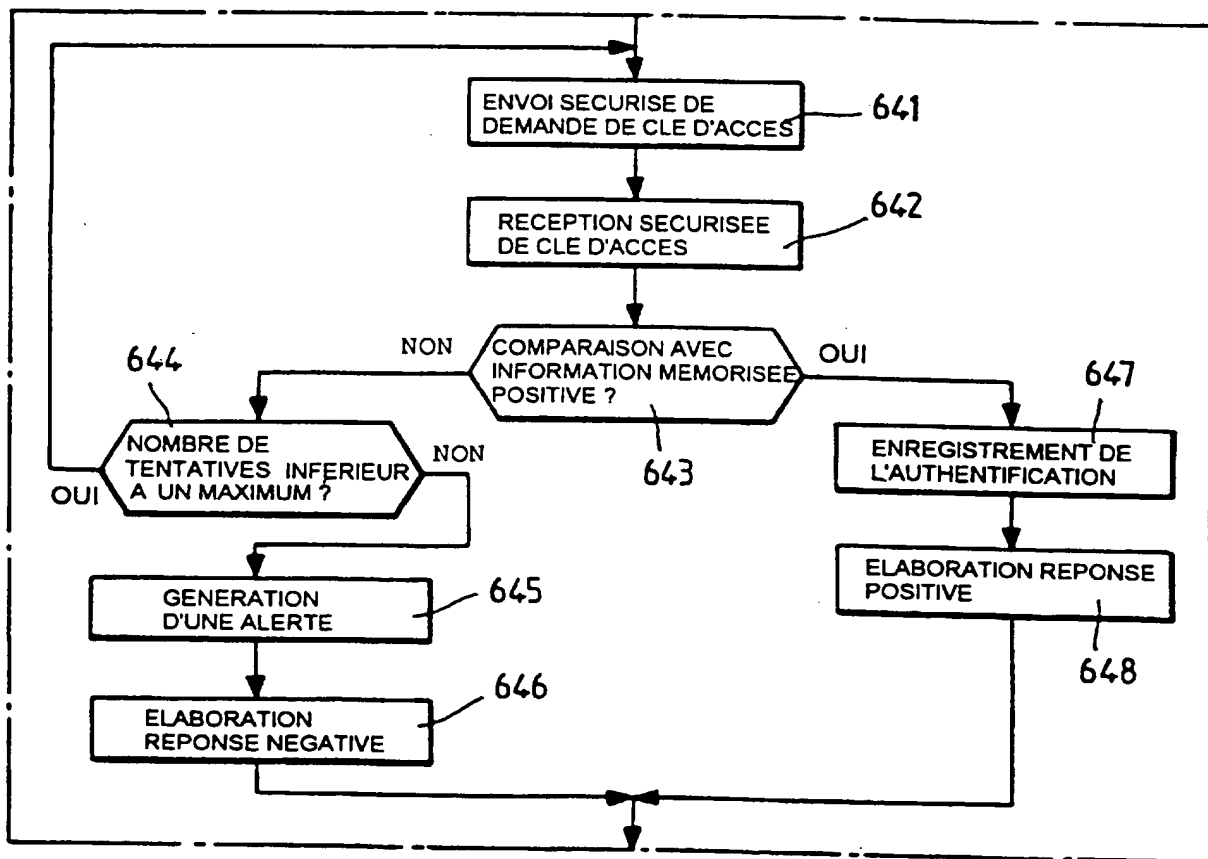 ENVOI SECURISE DE
DEMANDE DE CLE D'ACCES
641
RECEPTION SECURISEE
DE CLE D'ACCES
642
NON
COMPARAISON AVEC
INFORMATION MEMORISEE
POSITIVE ?
OUI
643
644
NOMBRE DE
TENTATIVES INFERIEUR
A UN MAXIMUM ?
NON
OUI
647
ENREGISTREMENT DE
L'AUTHENTIFICATION
GENERATION
D'UNE ALERTE
645
ELABORATION REPONSE
POSITIVE
648
ELABORATION
REPONSE NEGATIVE
646